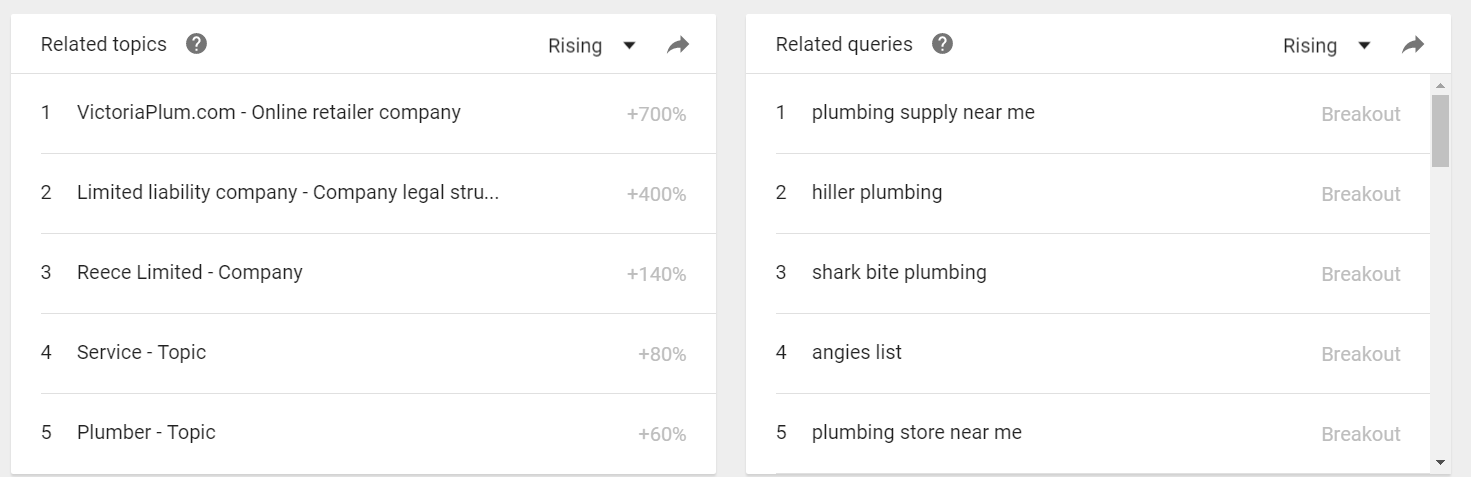 Related topics ? Rising
1 VictoriaPlum.com - Online retailer company +700%
2 Limited liability company - Company legal stru... +400%
3 Reece Limited - Company +140%
4 Service - Topic +80%
5 Plumber - Topic +60%
Related queries ? Rising
1 plumbing supply near me Breakout
2 hiller plumbing Breakout
3 shark bite plumbing Breakout
4 angies list Breakout
5 plumbing store near me Breakout